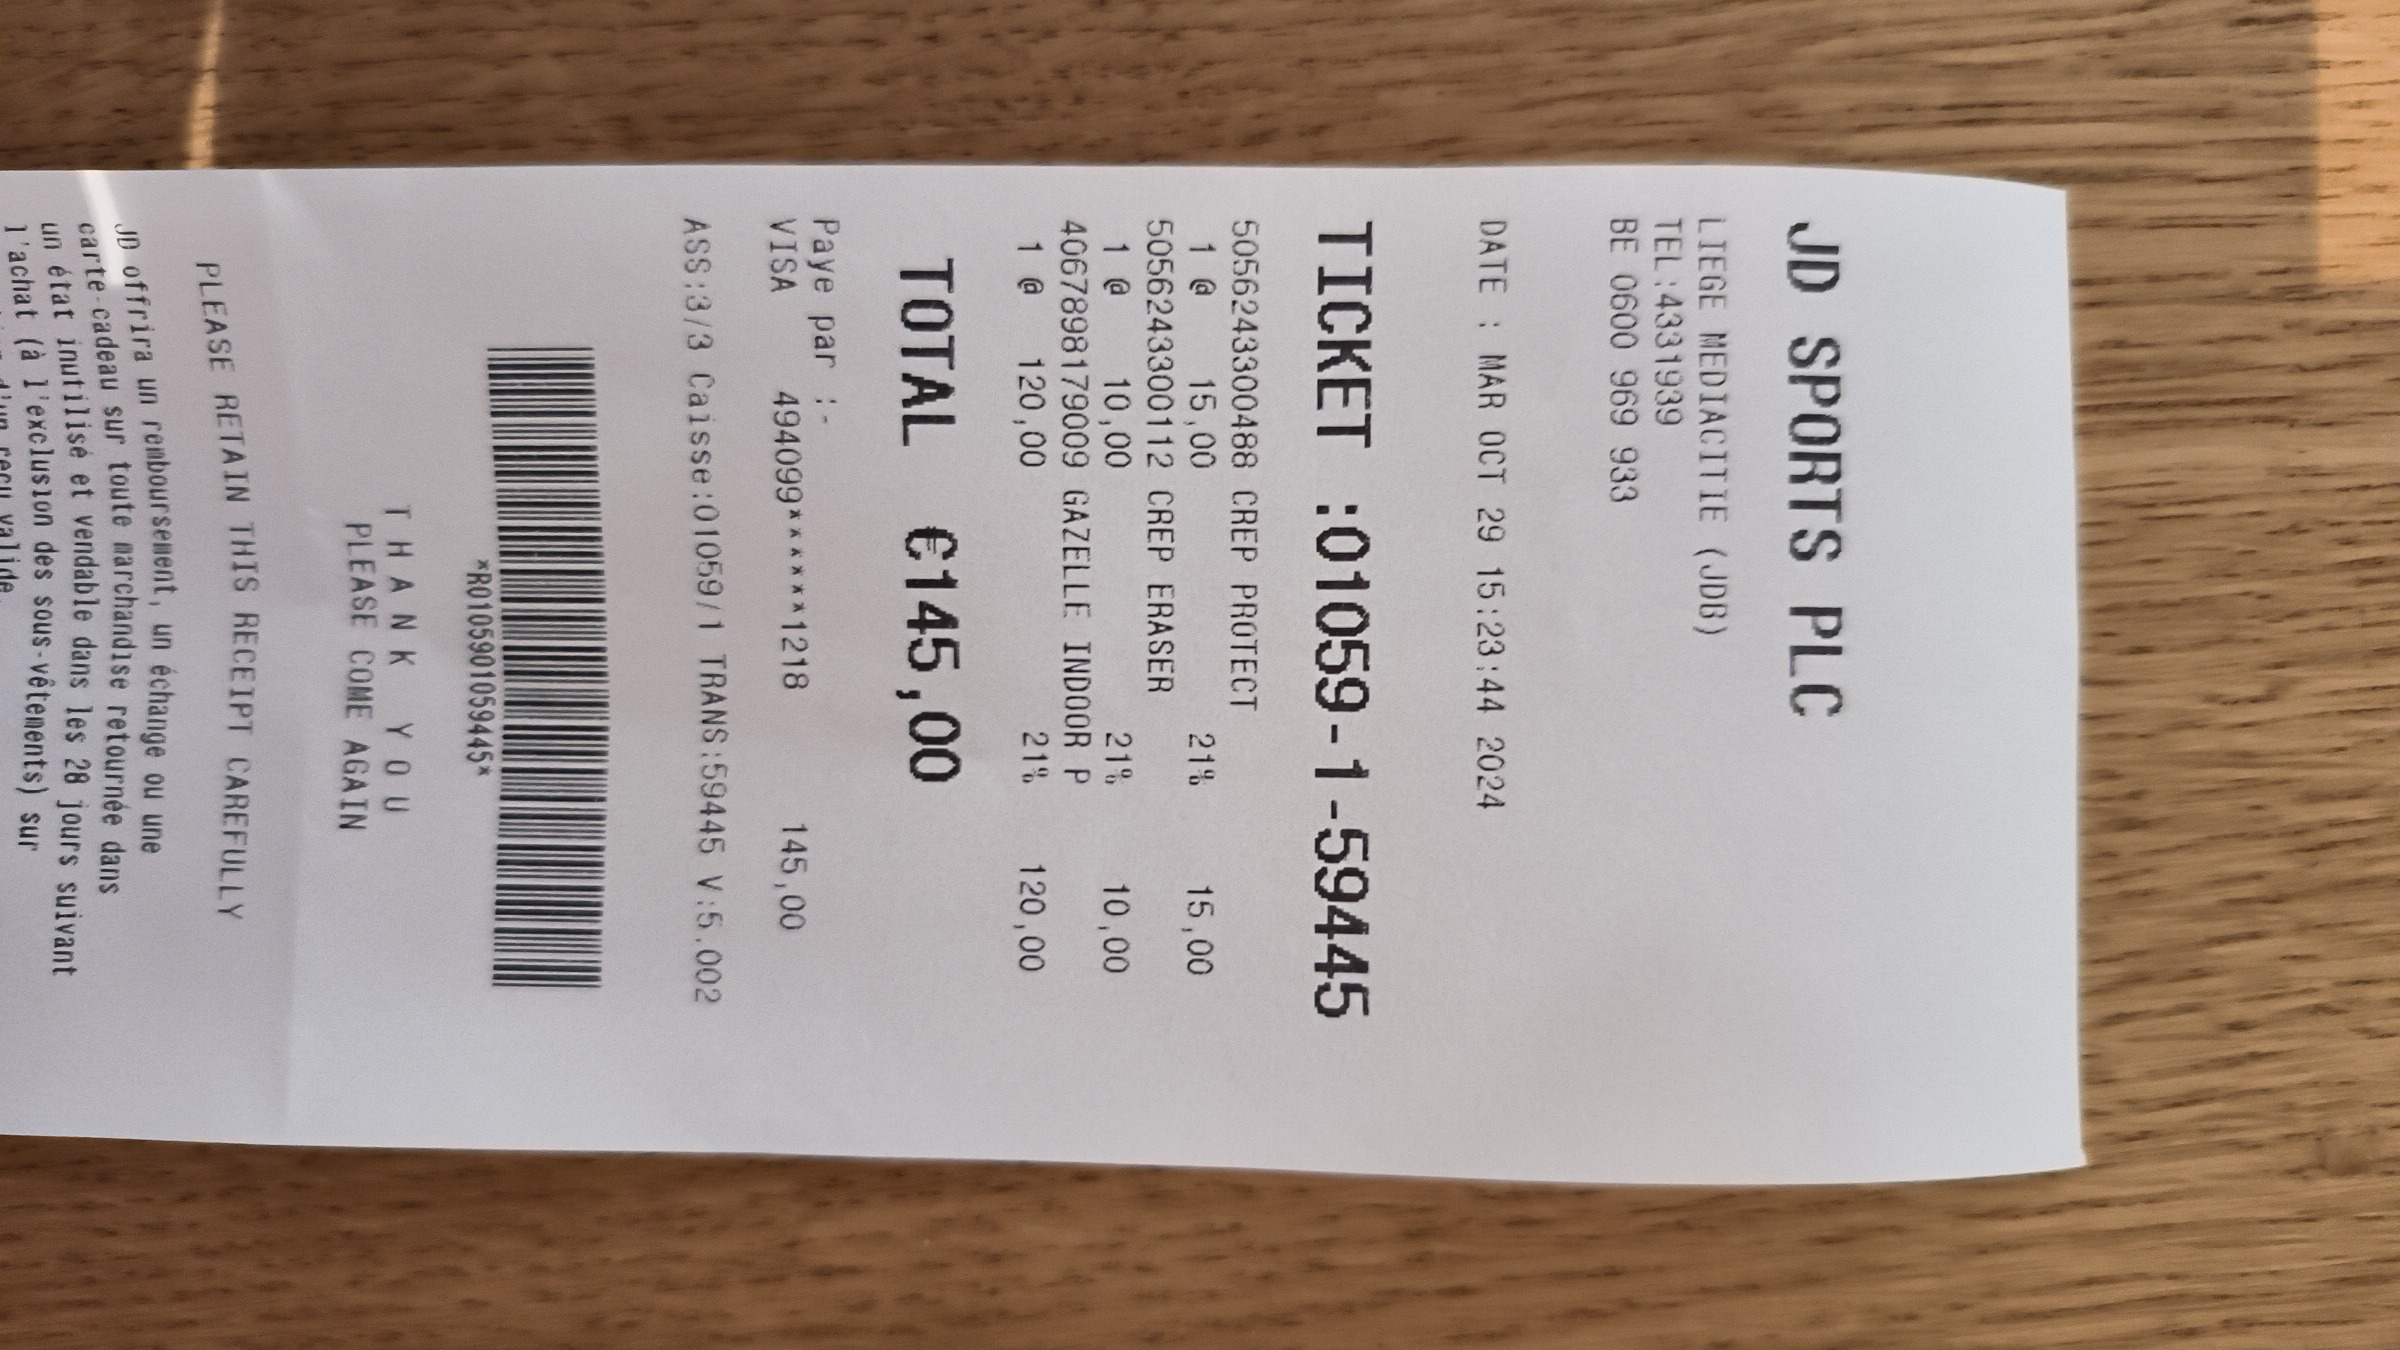 JD SPORTS PLC
LIEGE MEDIACITIE (JDB)
TEL:4331939
BE 0600 969 933
DATE : MAR OCT 29 15:23:44 2024
TICKET :01059-1-59445
5056243300488 CREP PROTECT
1 @ 15,00 21% 15,00
5056243300112 CREP ERASER
1 @ 10,00 21% 10,00
4067898179009 GAZELLE INDOOR P
1 @ 120,00 21% 120,00
TOTAL €145,00
Paye par :-
VISA 494099******1218 145,00
ASS:3/3 Caisse:01059/1 TRANS:59445 V:5.002
*R0105901059445*
T H A N K Y O U
PLEASE COME AGAIN
PLEASE RETAIN THIS RECEIPT CAREFULLY
JD offrira un remboursement, un échange ou une
carte-cadeau sur toute marchandise retournée dans
un état inutilisé et vendable dans les 28 jours suivant
l'achat (à l'exclusion des sous-vêtements) sur
d'un reçu valide.